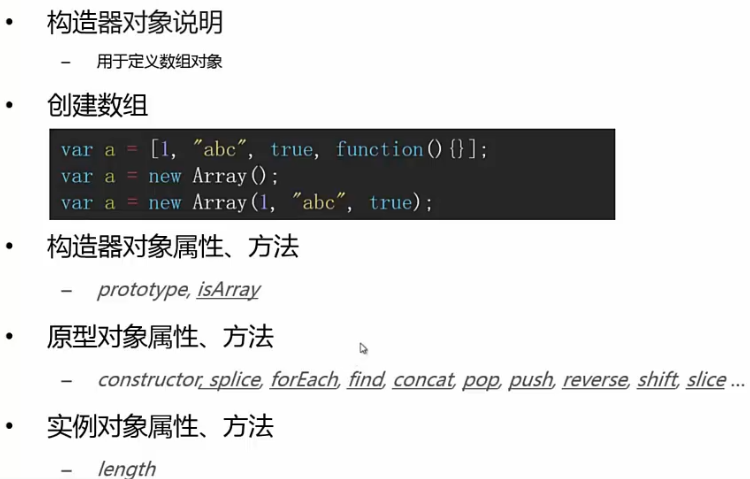 • 构造器对象说明
– 用于定义数组对象
• 创建数组
var a = [1, "abc", true, function(){}];
var a = new Array();
var a = new Array(1, "abc", true);
• 构造器对象属性、方法
– prototype, isArray
• 原型对象属性、方法
– constructor, splice, forEach, find, concat, pop, push, reverse, shift, slice ...
• 实例对象属性、方法
– length